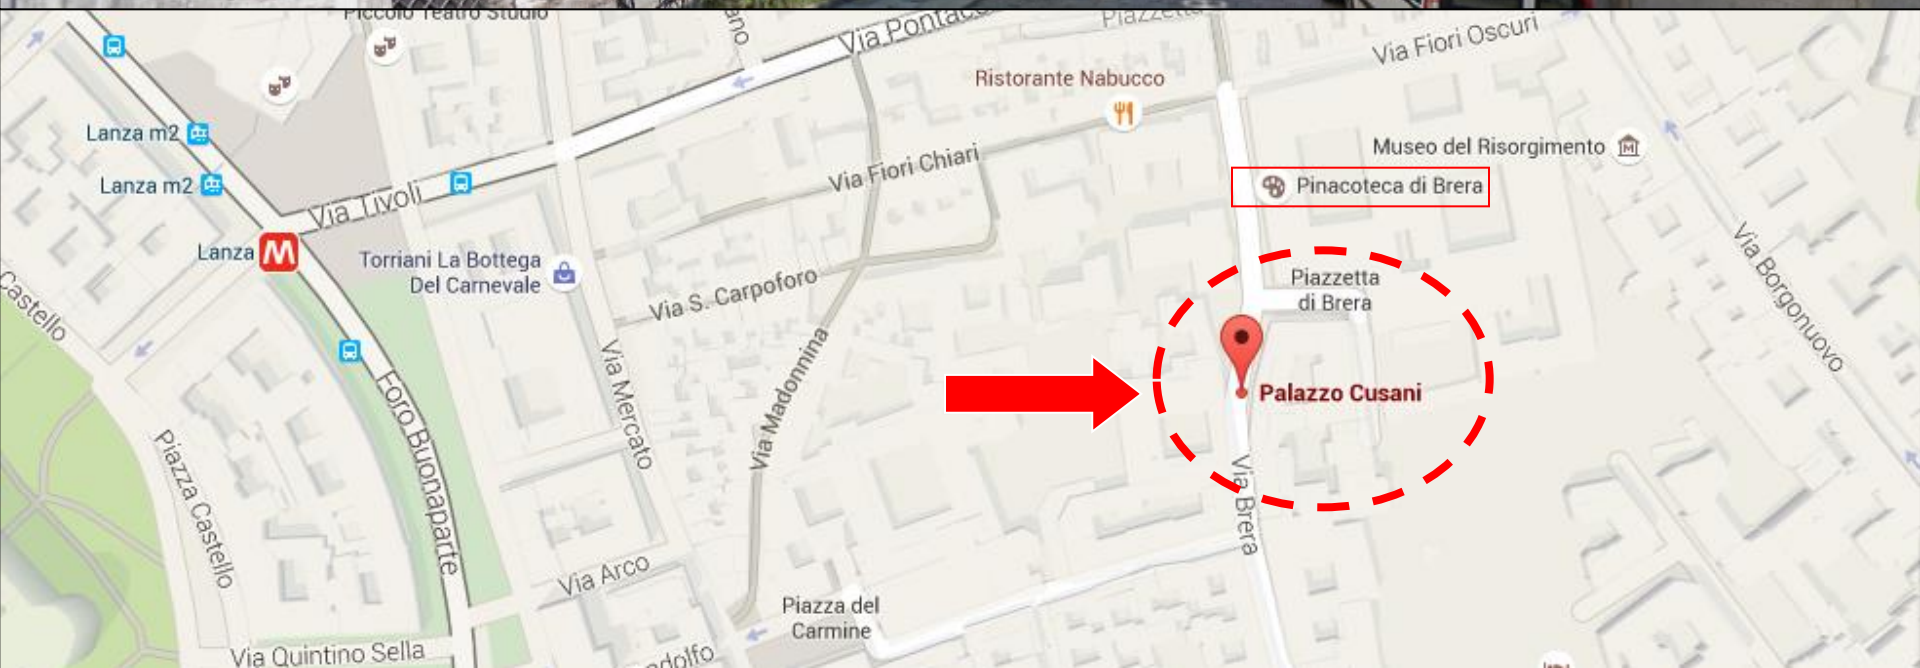 Piccolo Teatro Studio
Via Pontac
Piazzetta
Via Fiori Oscuri
Ristorante Nabucco
Lanza m2
Museo del Risorgimento
Via Fiori Chiari
Lanza m2
Pinacoteca di Brera
Via Tivoli
Lanza
Torriani La Bottega
Del Carnevale
Via S. Carpoforo
Piazzetta
di Brera
Via Borgonuovo
Castello
Via Mercato
Via Madonnina
Palazzo Cusani
Foro Buonaparte
Piazza Castello
Via Brera
Via Arco
Piazza del
Carmine
Via Quintino Sella